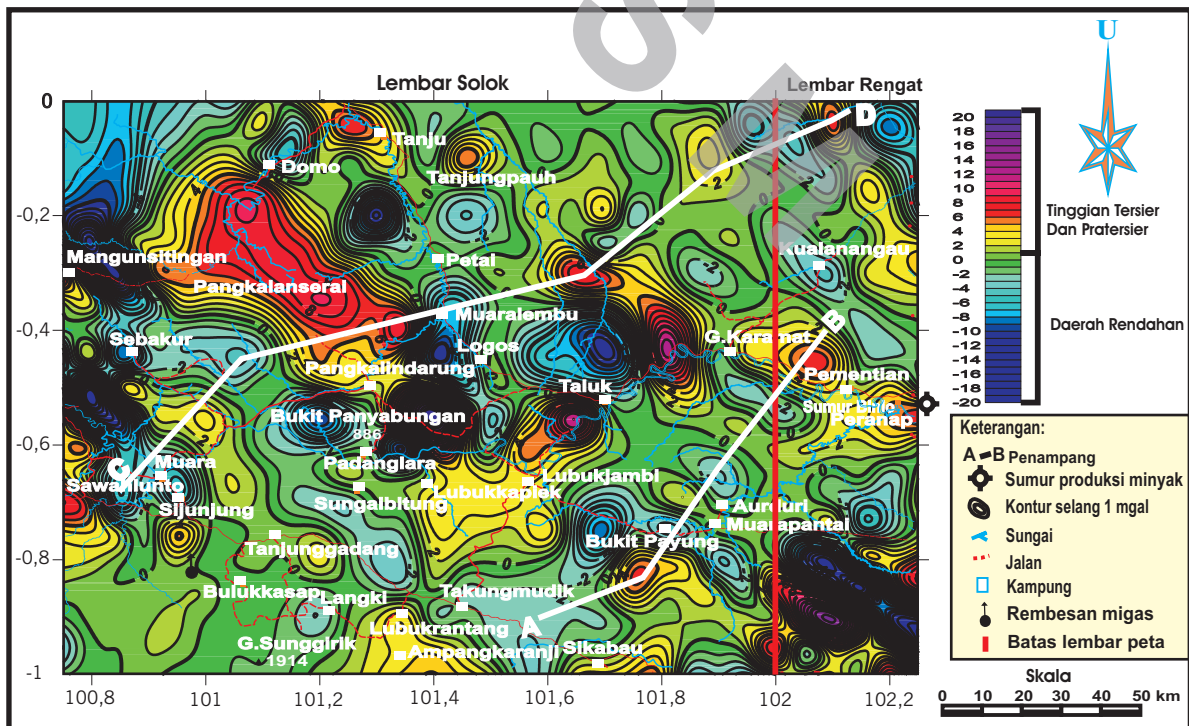 Lembar Solok
Lembar Rengat
U
0
-0,2
-0,4
-0,6
-0,8
-1
100,8
101
101,2
101,4
101,6
101,8
102
102,2
Tanju
Domo
Tanjungpauh
Mangunsitingan
Petai
Kualanangau
Pangkalanseral
Muaralembu
Sebakur
Logos
G.Karamat
Pangkalindarung
Pementian
Taluk
Bukit Panyabungan
886
Peranap
Muara
Padanglara
Sawahlunto
Lubukjambi
Sungalbitung
Lubukkaplek
Sijunjung
Aurduri
Muarapantai
Bukit Payung
Tanjunggadang
Bulukkasap
Langki
Takungmudik
Lubukrantang
G.Sunggirik
1914
Ampangkaranji
Sikabau
A
B
C
D
20
18
16
14
12
10
8
6
4
2
0
-2
-4
-6
-8
-10
-12
-14
-16
-18
-20
Tinggian Tersier
Dan Pratersier
Daerah Rendahan
Keterangan:
A B Penampang
Sumur produksi minyak
Kontur selang 1 mgal
Sungai
Jalan
Kampung
Rembesan migas
Batas lembar peta
Skala
0 10 20 30 40 50 km